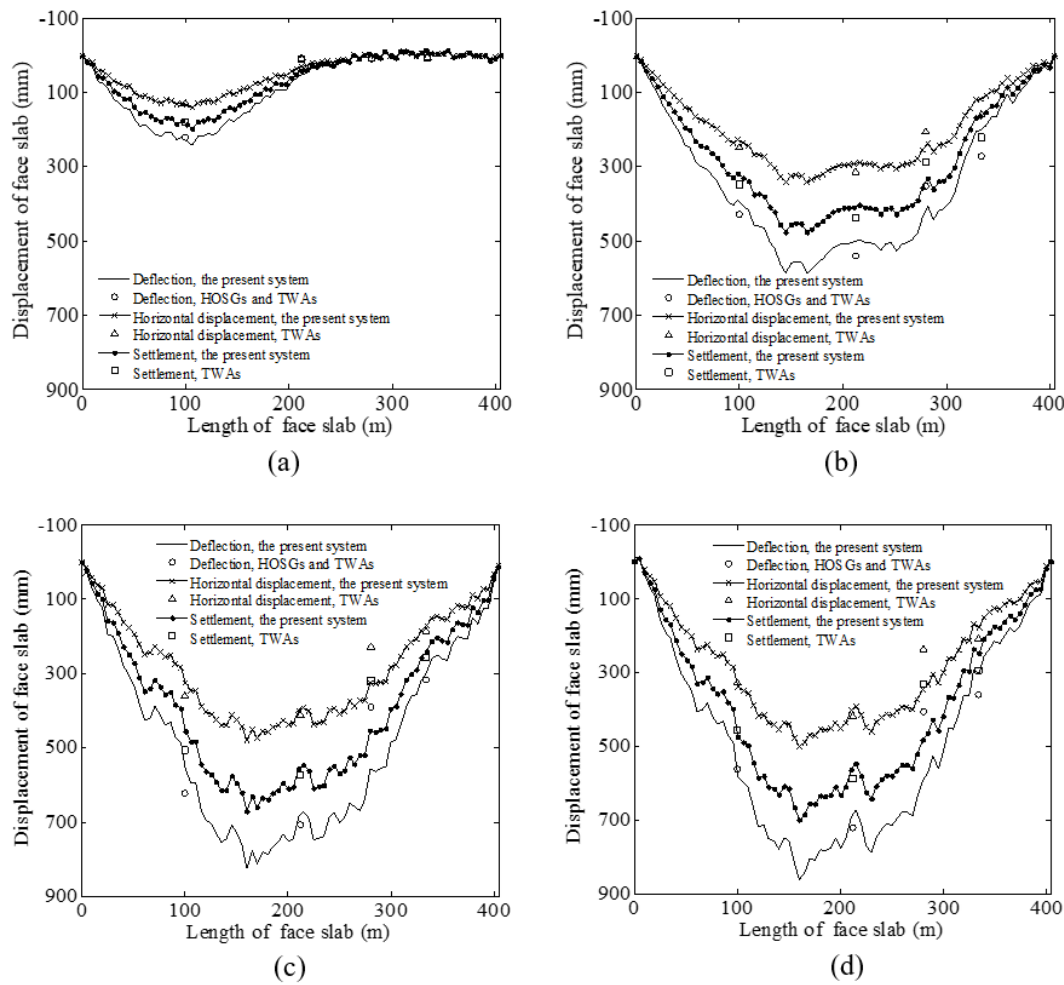 -100
0
100
300
500
700
900
Displacement of face slab (mm)
Deflection, the present system
Deflection, HOSGs and TWAs
Horizontal displacement, the present system
Horizontal displacement, TWAs
Settlement, the present system
Settlement, TWAs
0 100 200 300 400
Length of face slab (m)
(a)
-100
0
100
300
500
700
900
Displacement of face slab (mm)
Deflection, the present system
Deflection, HOSGs and TWAs
Horizontal displacement, the present system
Horizontal displacement, TWAs
Settlement, the present system
Settlement, TWAs
0 100 200 300 400
Length of face slab (m)
(b)
-100
0
100
300
500
700
900
Displacement of face slab (mm)
Deflection, the present system
Deflection, HOSGs and TWAs
Horizontal displacement, the present system
Horizontal displacement, TWAs
Settlement, the present system
Settlement, TWAs
0 100 200 300 400
Length of face slab (m)
(c)
-100
0
100
300
500
700
900
Displacement of face slab (mm)
Deflection, the present system
Deflection, HOSGs and TWAs
Horizontal displacement, the present system
Horizontal displacement, TWAs
Settlement, the present system
Settlement, TWAs
0 100 200 300 400
Length of face slab (m)
(d)